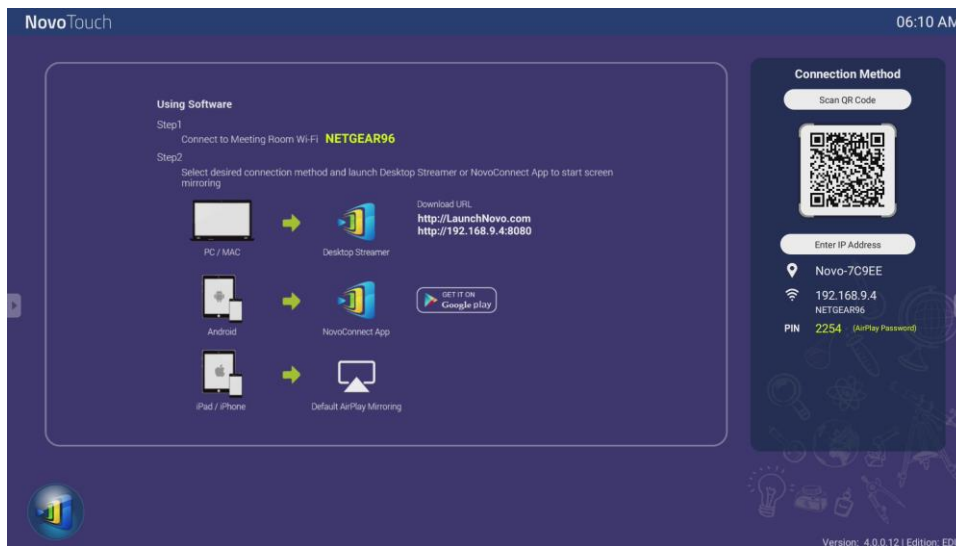 NovoTouch
06:10 AM
Using Software
Step1
Connect to Meeting Room Wi-Fi NETGEAR96
Step2
Select desired connection method and launch Desktop Streamer or NovoConnect App to start screen
mirroring
PC / MAC
Desktop Streamer
Download URL
http://LaunchNovo.com
http://192.168.9.4:8080
Android
NovoConnect App
GET IT ON
Google play
iPad / iPhone
Default AirPlay Mirroring
Connection Method
Scan QR Code
Enter IP Address
Novo-7C9EE
192.168.9.4
NETGEAR96
PIN 2254 (AirPlay Password)
Version: 4.0.0.12 | Edition: EDU